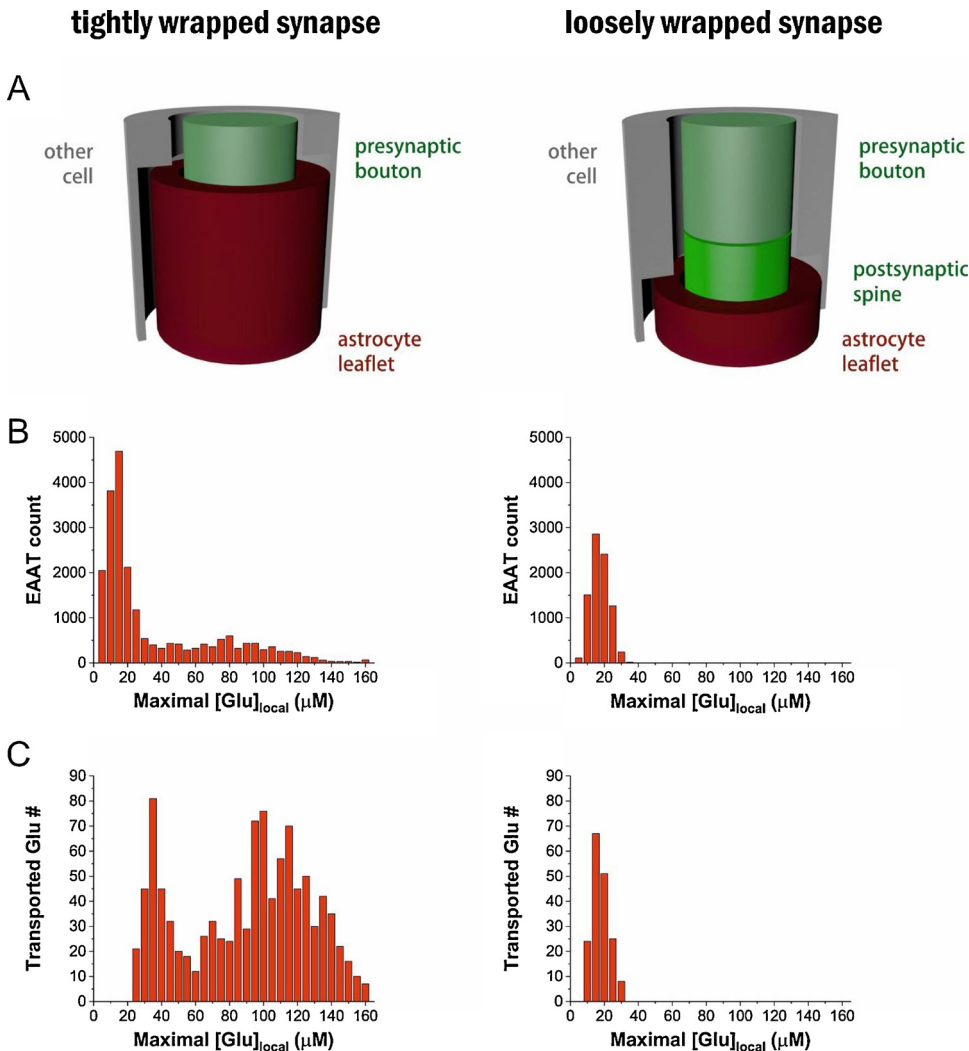 tightly wrapped synapse
loosely wrapped synapse
A
other
cell
presynaptic
bouton
astrocyte
leaflet
other
cell
presynaptic
bouton
postsynaptic
spine
astrocyte
leaflet
B
5000
4000
3000
2000
1000
0
EAAT count
0 20 40 60 80 100 120 140 160
Maximal [Glu]local (μM)
5000
4000
3000
2000
1000
0
EAAT count
0 20 40 60 80 100 120 140 160
Maximal [Glu]local (μM)
C
90
80
70
60
50
40
30
20
10
0
Transported Glu #
0 20 40 60 80 100 120 140 160
Maximal [Glu]local (μM)
90
80
70
60
50
40
30
20
10
0
Transported Glu #
0 20 40 60 80 100 120 140 160
Maximal [Glu]local (μM)